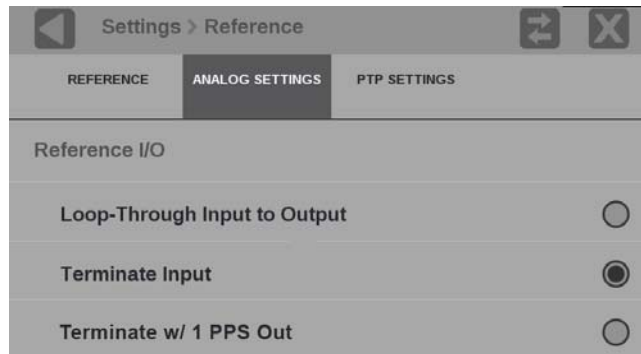 Settings > Reference
REFERENCE ANALOG SETTINGS PTP SETTINGS
Reference I/O
Loop-Through Input to Output
Terminate Input
Terminate w/ 1 PPS Out